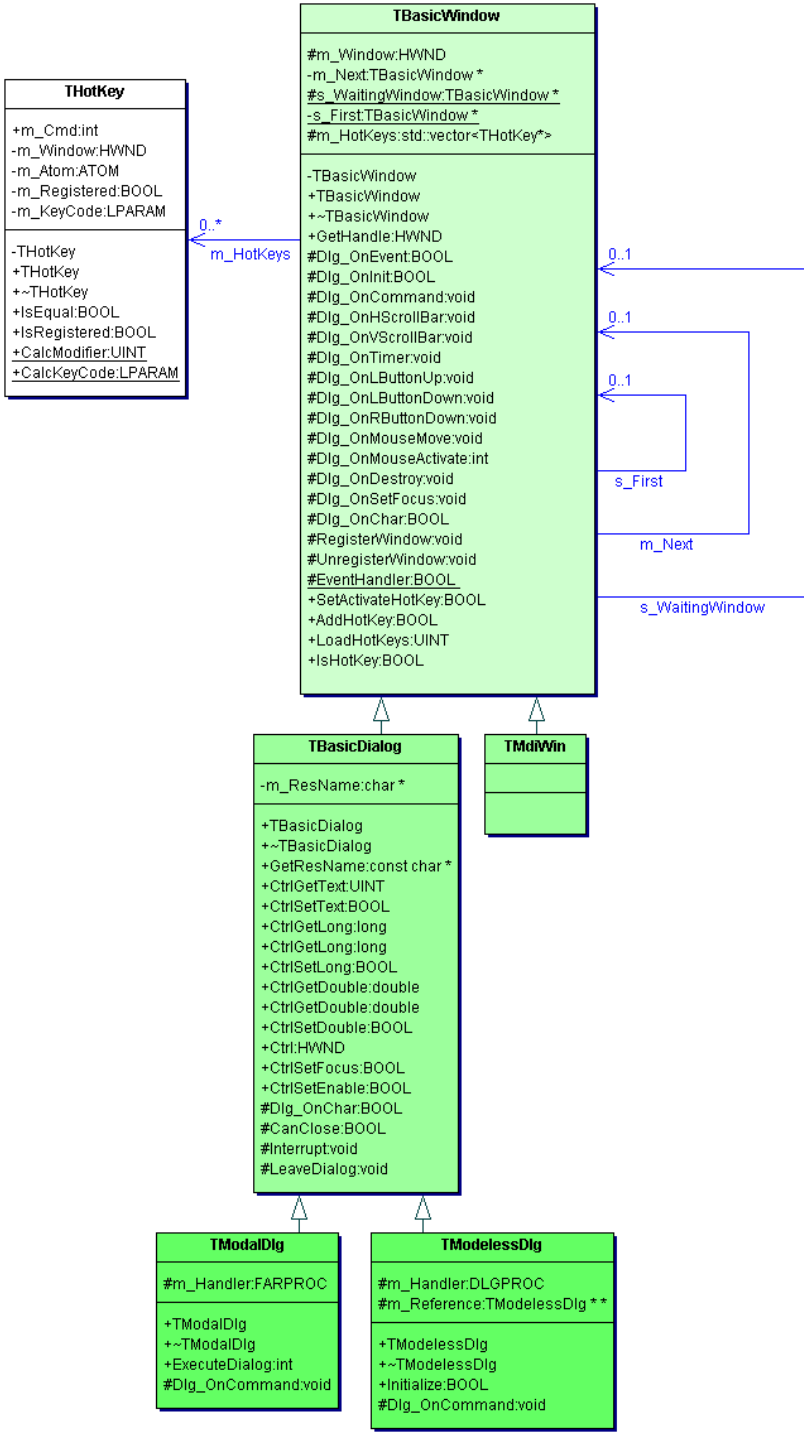 TBasicWindow
#m_Window:HWND
-m_Next:TBasicWindow *
#s_WaitingWindow:TBasicWindow *
-s_First:TBasicWindow *
#m_HotKeys:std::vector<THotKey*>
-TBasicWindow
+TBasicWindow
+~TBasicWindow
+GetHandle:HWND
#Dlg_OnEvent:BOOL
#Dlg_OnInit:BOOL
#Dlg_OnCommand:void
#Dlg_OnHScrollBar:void
#Dlg_OnVScrollBar:void
#Dlg_OnTimer:void
#Dlg_OnLButtonUp:void
#Dlg_OnLButtonDown:void
#Dlg_OnRButtonDown:void
#Dlg_OnMouseMove:void
#Dlg_OnMouseActivate:int
#Dlg_OnDestroy:void
#Dlg_OnSetFocus:void
#Dlg_OnChar:BOOL
#RegisterWindow:void
#UnregisterWindow:void
#EventHandler:BOOL
+SetActivateHotKey:BOOL
+AddHotKey:BOOL
+LoadHotKeys:UINT
+IsHotKey:BOOL
THotKey
+m_Cmd:int
-m_Window:HWND
-m_Atom:ATOM
-m_Registered:BOOL
-m_KeyCode:LPARAM
-THotKey
+THotKey
+~THotKey
+IsEqual:BOOL
+IsRegistered:BOOL
+CalcModifier:UINT
+CalcKeyCode:LPARAM
0..*
m_HotKeys
0..1
0..1
0..1
s_First
m_Next
s_WaitingWindow
TBasicDialog
-m_ResName:char *
+TBasicDialog
+~TBasicDialog
+GetResName:const char *
+CtrlGetText:UINT
+CtrlSetText:BOOL
+CtrlGetLong:long
+CtrlGetLong:long
+CtrlSetLong:BOOL
+CtrlGetDouble:double
+CtrlGetDouble:double
+CtrlSetDouble:BOOL
+Ctrl:HWND
+CtrlSetFocus:BOOL
+CtrlSetEnable:BOOL
#Dlg_OnChar:BOOL
#CanClose:BOOL
#Interrupt:void
#LeaveDialog:void
TMdiWin
TModalDlg
#m_Handler:FARPROC
+TModalDlg
+~TModalDlg
+ExecuteDialog:int
#Dlg_OnCommand:void
TModelessDlg
#m_Handler:DLGPROC
#m_Reference:TModelessDlg * *
+TModelessDlg
+~TModelessDlg
+Initialize:BOOL
#Dlg_OnCommand:void